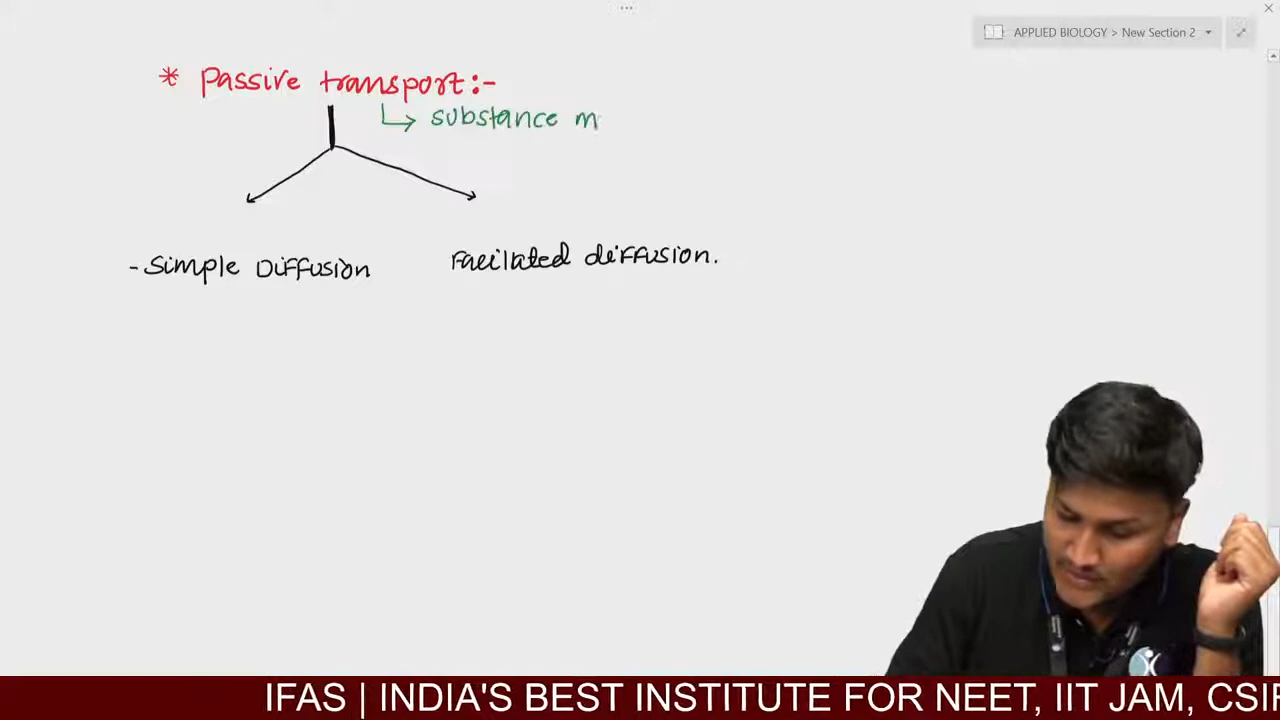 APPLIED BIOLOGY > New Section 2
* Passive transport :-
substance m
-Simple Diffusion
Facilated diffusion.
IFAS | INDIA'S BEST INSTITUTE FOR NEET, IIT JAM, CSIR